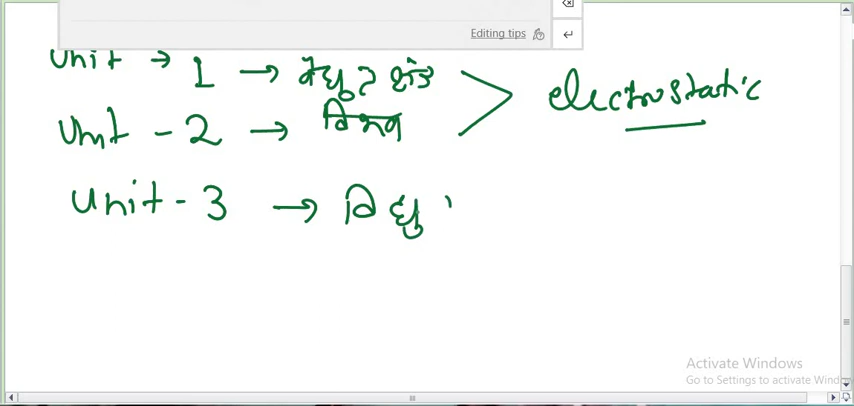 Editing tips
Unit → 1 →
electrostatic
Unit - 2 → विभव
Unit - 3 → विद्यु
Activate Windows
Go to Settings to activate Wind